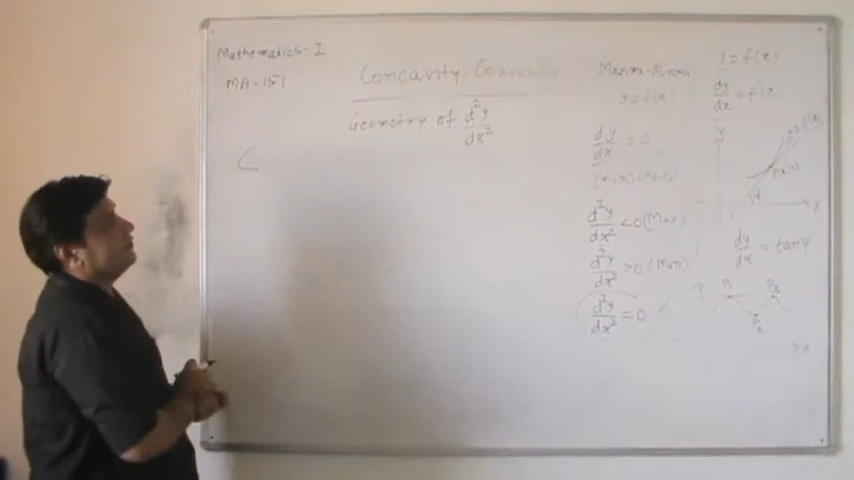 Mathematics-I
MA-151
Concavity-Convexity
Geometry of d²y/dx²
C
Maxima-Minima
y=f(x)
dy/dx = 0
d²y/dx² <0(Max)
d²y/dx² >0(Min)
d²y/dx² =0
y=f(x)
dy/dx = f'(x)
Y
y=f(x)
P(x,y)
ψ
X
dy/dx = tanψ
P₁
P₂
P₃
X